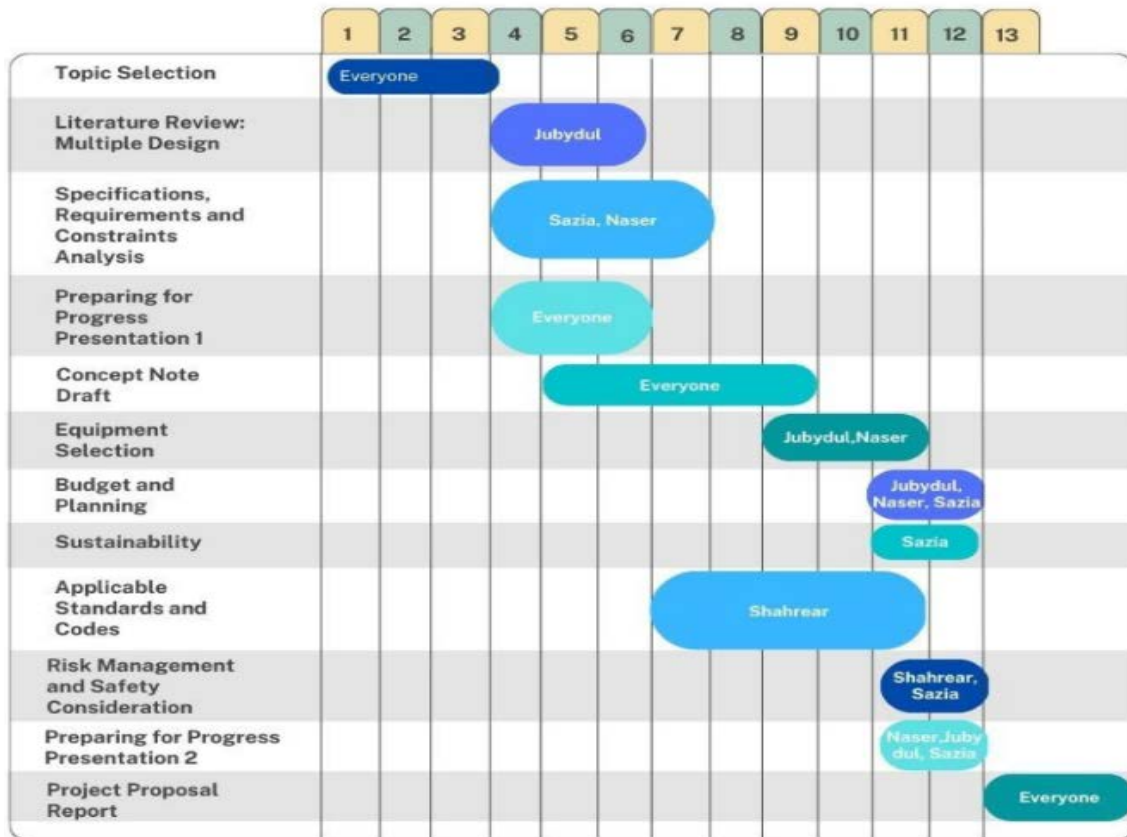 1 2 3 4 5 6 7 8 9 10 11 12 13
Topic Selection
Everyone
Literature Review:
Multiple Design
Jubydul
Specifications,
Requirements and
Constraints
Analysis
Sazia, Naser
Preparing for
Progress
Presentation 1
Everyone
Concept Note
Draft
Everyone
Equipment
Selection
Jubydul,Naser
Budget and
Planning
Jubydul,
Naser, Sazia
Sustainability
Sazia
Applicable
Standards and
Codes
Shahrear
Risk Management
and Safety
Consideration
Shahrear,
Sazia
Preparing for Progress
Presentation 2
Naser,Juby
dul, Sazia
Project Proposal
Report
Everyone